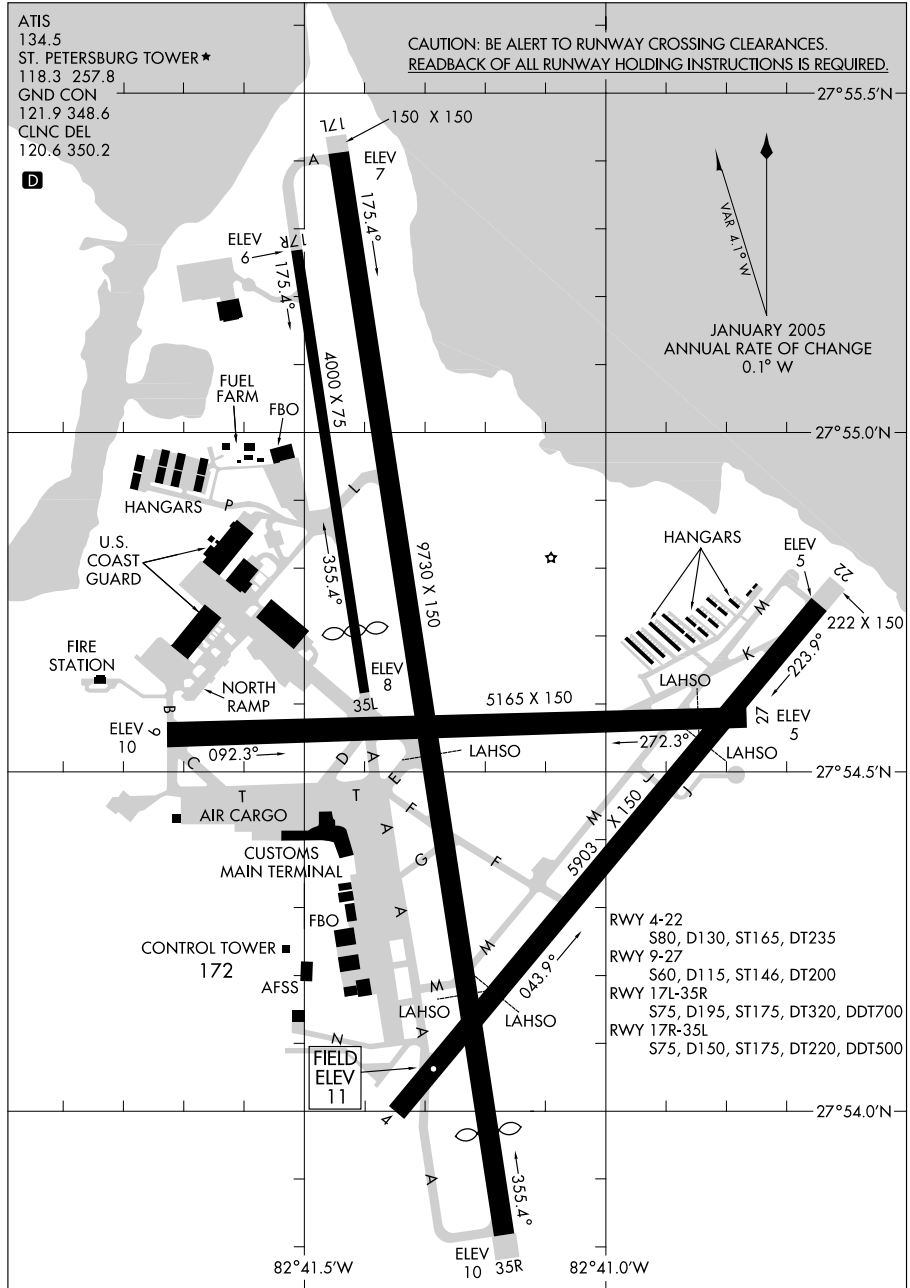 ATIS
134.5
ST. PETERSBURG TOWER★
118.3 257.8
GND CON
121.9 348.6
CLNC DEL
120.6 350.2
D
CAUTION: BE ALERT TO RUNWAY CROSSING CLEARANCES.
READBACK OF ALL RUNWAY HOLDING INSTRUCTIONS IS REQUIRED.
27°55.5'N
17L
150 X 150
A
ELEV
7
175.4°
VAR 4.1° W
JANUARY 2005
ANNUAL RATE OF CHANGE
0.1° W
ELEV
6
17R
175.4°
4000 X 75
FUEL
FARM
FBO
27°55.0'N
HANGARS
P
L
U.S.
COAST
GUARD
355.4°
9730 X 150
HANGARS
ELEV
5
22
222 X 150
M
K
223.9°
FIRE
STATION
NORTH
RAMP
ELEV
8
35L
5165 X 150
LAHSO
B
ELEV
10
9
092.3°
272.3°
27
ELEV
5
LAHSO
LAHSO
27°54.5'N
C
D
A
E
F
J
J
T
T
AIR CARGO
A
M
5903 X 150
CUSTOMS
MAIN TERMINAL
G
F
FBO
A
M
043.9°
CONTROL TOWER
172
AFSS
M
LAHSO
LAHSO
A
N
RWY 4-22
S80, D130, ST165, DT235
RWY 9-27
S60, D115, ST146, DT200
RWY 17L-35R
S75, D195, ST175, DT320, DDT700
RWY 17R-35L
S75, D150, ST175, DT220, DDT500
FIELD
ELEV
11
4
27°54.0'N
A
355.4°
ELEV
10
35R
82°41.5'W
82°41.0'W